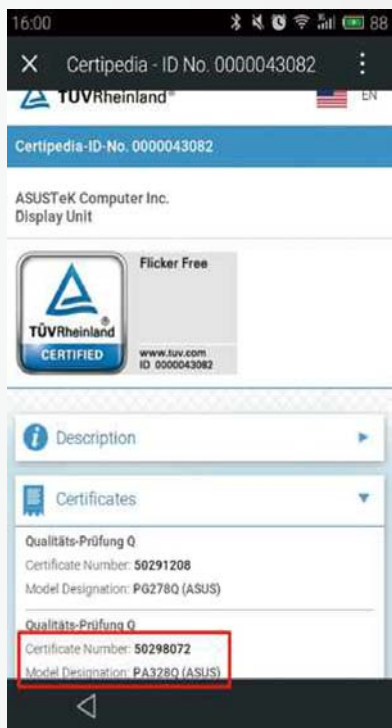 16:00
88
Certipedia - ID No. 0000043082
TÜVRheinland®
EN
Certipedia-ID-No. 0000043082
ASUSTeK Computer Inc.
Display Unit
Flicker Free
TÜVRheinland®
CERTIFIED
www.tuv.com
ID 0000043082
Description
Certificates
Qualitäts-Prüfung Q
Certificate Number: 50291208
Model Designation: PG278Q (ASUS)
Qualitäts-Prüfung Q
Certificate Number: 50298072
Model Designation: PA328Q (ASUS)